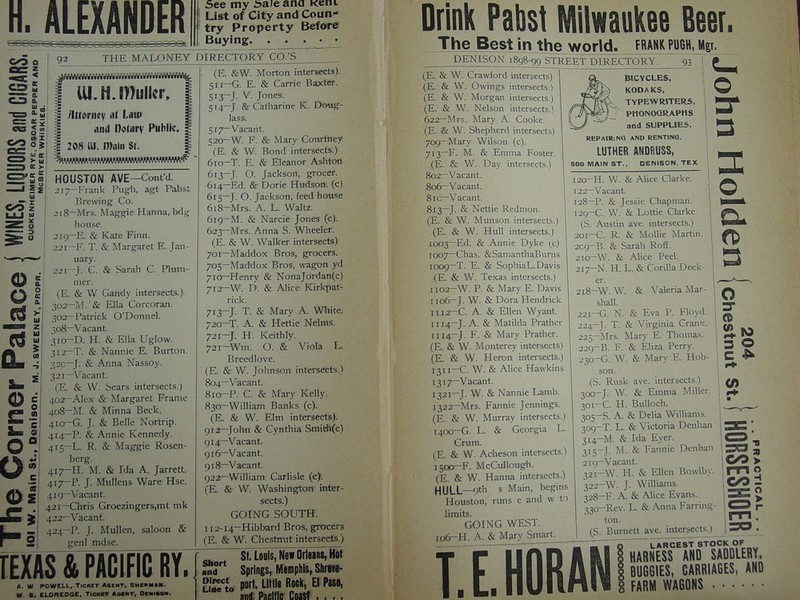 H. ALEXANDER
See my Sale and Rent
List of City and Coun-
try Property Before
Buying. . . . . .
92 THE MALONEY DIRECTORY CO.'S
WINES, LIQUORS and CIGARS.
GUCKENHEIMER RYE, OSCAR PEPPER AND
McBRYER WHISKIES.
The Corner Palace
101 W. Main St., Denison. M. J. SWEENEY, PROPR.
W. H. Muller,
Attorney at Law
and Notary Public.
208 W. Main St.
HOUSTON AVE—Cont'd.
217—Frank Pugh, agt Pabst
Brewing Co.
218—Mrs. Maggie Hanna, bdg
house.
219—E. & Kate Finn.
221—F. T. & Margaret E. Jan-
uary.
221—J. C. & Sarah C. Plum-
mer.
(E. & W Gandy intersects.)
302—M. & Ella Corcoran.
302—Patrick O'Donnel.
308—Vacant.
310—D. H. & Ella Uglow.
312—T. & Nannie E. Burton.
320—J. & Anna Nassoy.
321—Vacant.
(E. & W. Sears intersects.)
402—Alex & Margaret Frame
408—M. & Minna Beck.
410—G. J. & Belle Nortrip.
414—P. & Annie Kennedy.
415—L. R. & Maggie Rosen-
berg.
417—H. M. & Ida A. Jarrett.
417—P. J. Mullens Ware Hse.
419—Vacant.
421—Chris Groezingers,mt mk
422—Vacant.
424—P. J. Mullen, saloon &
genl mdse.
(E. &W. Morton intersects).
511—G. E. & Carrie Baxter.
513—J. V. Jones.
514—J. & Catharine K. Doug-
lass.
517—Vacant.
520—W. F. & Mary Courtney
(E. & W. Bond intersects.)
610—T. E. & Eleanor Ashton
613—J. O. Jackson, grocer.
614—Ed. & Dorie Hudson. (c)
615—J. O. Jackson, feed house
618—Mrs. A. L. Waltz.
619—M. & Narcie Jones (c).
623—Mrs. Anna S. Wheeler.
(E. & W. Walker intersects)
701—Maddox Bros, grocers.
705—Maddox Bros, wagon yd
710—Henry & NonaJordan(c)
712—W. D. & Alice Kirkpat-
rick.
713—J. T. & Mary A. White.
720—T. A. & Hettie Nelms.
721—J. H. Keithly.
721—Wm. O. & Viola L.
Breedlove.
(E. & W. Johnson intersects.)
804—Vacant.
810—P. C. & Mary Kelly.
830—William Banks (c).
(E. & W. Elm intersects).
912—John & Cynthia Smith(c)
914—Vacant.
916—Vacant.
918—Vacant.
922—William Carlisle (c).
(E. & W. Washington inter-
sects.)
GOING SOUTH.
112-14—Hibbard Bros, grocers
(E. & W. Chestnut intersects.)
TEXAS & PACIFIC RY.
A. W POWELL, TICKET AGENT, SHERMAN.
W. S. ELDREDGE, TICKET AGENT, DENISON.
Short
and
Direct
Line to
St. Louis, New Orleans, Hot
Springs, Memphis, Shreve-
port, Little Rock, El Paso,
and Pacific Coast . . . .
Drink Pabst Milwaukee Beer.
The Best in the world. FRANK PUGH, Mgr.
DENISON 1898-99 STREET DIRECTORY. 93
(E. & W. Crawford intersects)
(E. & W. Owings intersects.)
(E. & W. Morgan intersects.)
(E. & W. Nelson intersects.)
622—Mrs. Mary A. Cooke.
(E. & W. Shepherd intersects)
709—Mary Wilson (c).
713—F. M. & Emma Foster.
(E. & W. Day intersects.)
802—Vacant.
806—Vacant.
810—Vacant.
813—J. & Nettie Redmon.
(E. & W. Munson intersects.)
(E. & W. Hull intersects.)
1003—Ed. & Annie Dyke (c)
1007—Chas. &SamanthaBurns
1009—T. E. & SophiaL.Davis
(E. & W. Texas intersects.)
1102—W. P. & Mary E. Davis
1106—J. W. & Dora Hendrick
1112—C. A. & Ellen Wyant.
1114—J. A. & Matilda Prather
1114—J. F. & Mary Prather.
(E. & W. Monterey intersects)
(E. & W. Heron intersects.)
1311—C. W. & Alice Hawkins
1317—Vacant.
1321—J. W. & Nannie Lamb.
1322—Mrs. Fannie Jennings.
(E. & W. Murray intersects.)
1400—G. L. & Georgia L.
Crum.
(E. & W. Acheson intersects.)
1500—F. McCullough.
(E. & W. Hanna intersects.)
HULL—9th s Main, begins
Houston, runs e and w to
limits.
GOING WEST.
106—H. A. & Mary Smart.
BICYCLES,
KODAKS,
TYPEWRITERS,
PHONOGRAPHS
and SUPPLIES.
REPAIRING AND RENTING.
LUTHER ANDRUSS,
500 MAIN ST., DENISON, TEX
120—H. W. & Alice Clarke.
122—Vacant.
128—P. & Jessie Chapman.
129—C. W. & Lottie Clarke.
(S. Austin ave. intersects.)
201—C. R. & Mollie Martin.
209—B. & Sarah Roff.
210—W. & Alice Peel.
217—N. H. L. & Corilla Deck-
er.
218—W. W. & Valeria Mar-
shall.
221—G. N. & Eva P. Floyd.
224—J. T. & Virginia Crank.
225—Mrs. Mary E. Thomas.
229—B. F. & Eliza Perry.
230—G. W. & Mary E. Hob-
son.
(S. Rusk ave. intersects.)
300—J. W. & Emma Miller.
301—C. H. Bulloch.
305—S. A. & Delia Williams.
309—T. L. & Victoria Denhan
314—M. & Ida Eyer.
315—J. M. & Fannie Denhan
219—Vacant.
321—W. H. & Ellen Bowlby.
322—W. J. Williams.
328—F. A. & Alice Evans.
330—Rev. L. & Anna Farring-
ton.
(S. Burnett ave. intersects.)
John Holden
204
Chestnut St.
. . PRACTICAL . .
HORSESHOER
T. E. HORAN
LARGEST STOCK OF
HARNESS AND SADDLERY,
BUGGIES, CARRIAGES, AND
FARM WAGONS . . . . . .